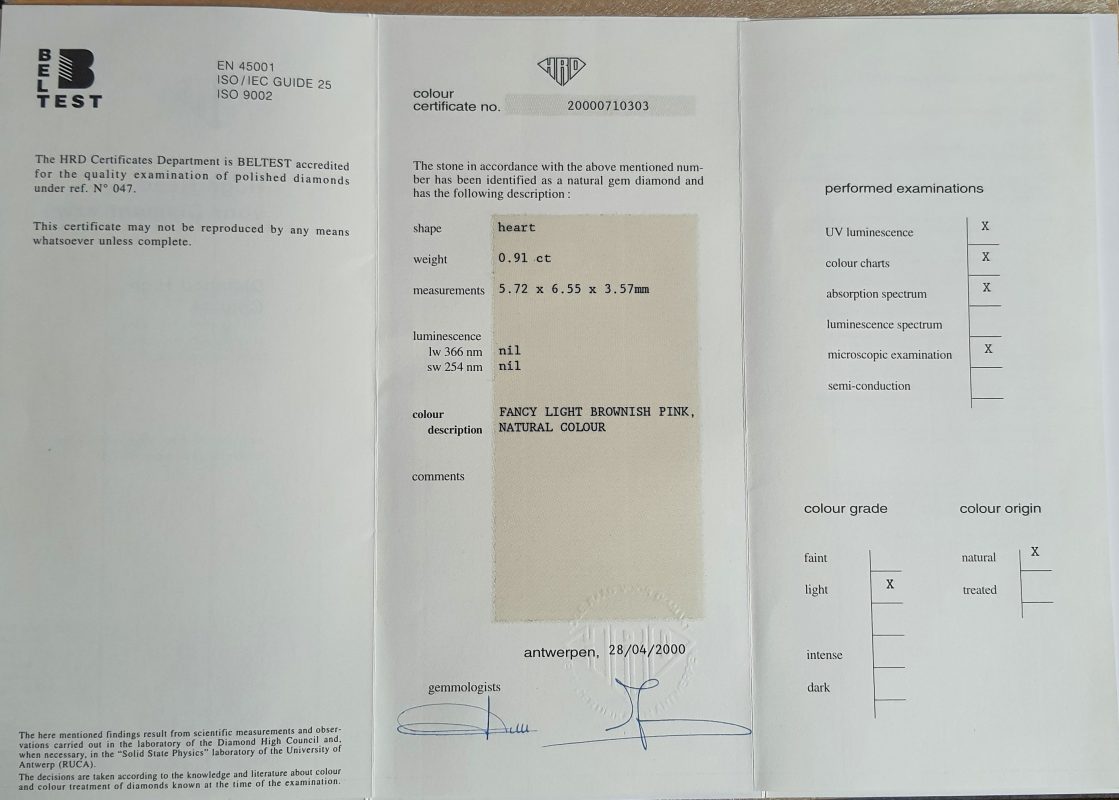 BELTEST
EN 45001
ISO/IEC GUIDE 25
ISO 9002
The HRD Certificates Department is BELTEST accredited
for the quality examination of polished diamonds
under ref. N° 047.
This certificate may not be reproduced by any means
whatsoever unless complete.
The here mentioned findings result from scientific measurements and obser-
vations carried out in the laboratory of the Diamond High Council and,
when necessary, in the “Solid State Physics” laboratory of the University of
Antwerp (RUCA).
The decisions are taken according to the knowledge and literature about colour
and colour treatment of diamonds known at the time of the examination.
HRD
colour
certificate no. 20000710303
The stone in accordance with the above mentioned num-
ber has been identified as a natural gem diamond and
has the following description :
shape heart
weight 0.91 ct
measurements 5.72 x 6.55 x 3.57mm
luminescence
lw 366 nm nil
sw 254 nm nil
colour FANCY LIGHT BROWNISH PINK,
description NATURAL COLOUR
comments
antwerpen, 28/04/2000
gemmologists
performed examinations
UV luminescence X
colour charts X
absorption spectrum X
luminescence spectrum
microscopic examination X
semi-conduction
colour grade
faint
light X
intense
dark
colour origin
natural X
treated